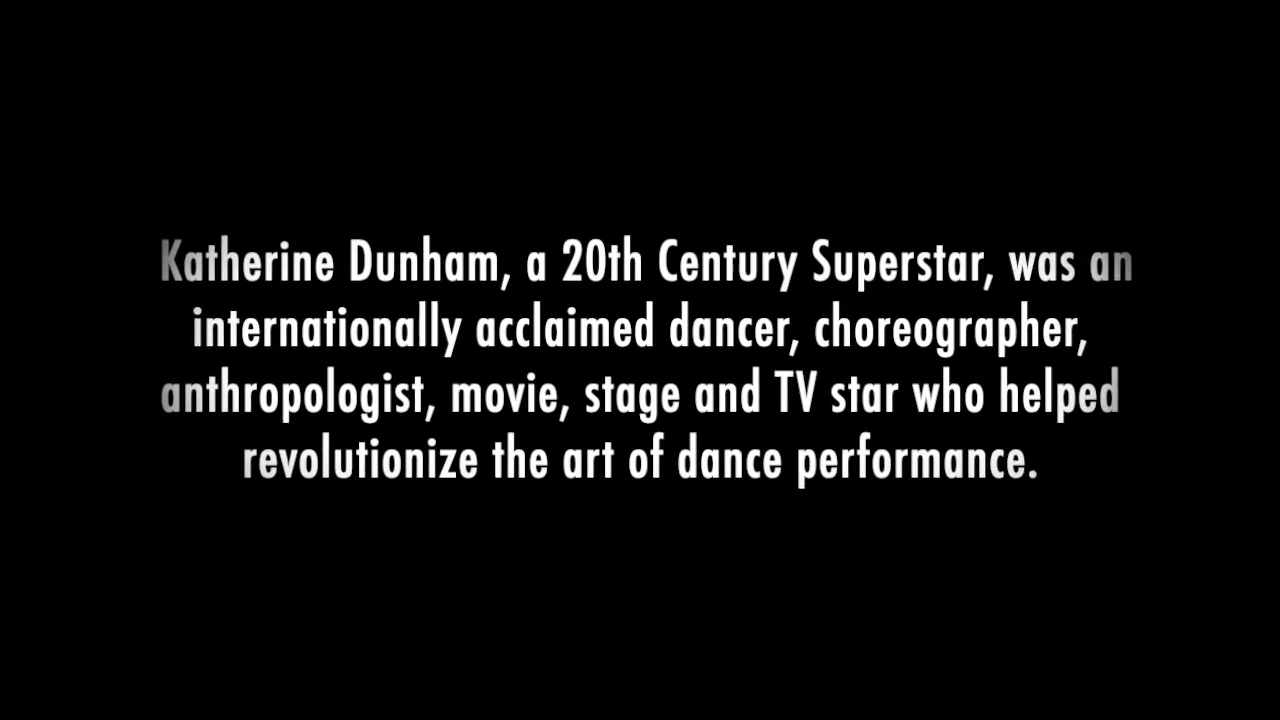 Katherine Dunham, a 20th Century Superstar, was an
internationally acclaimed dancer, choreographer,
anthropologist, movie, stage and TV star who helped
revolutionize the art of dance performance.